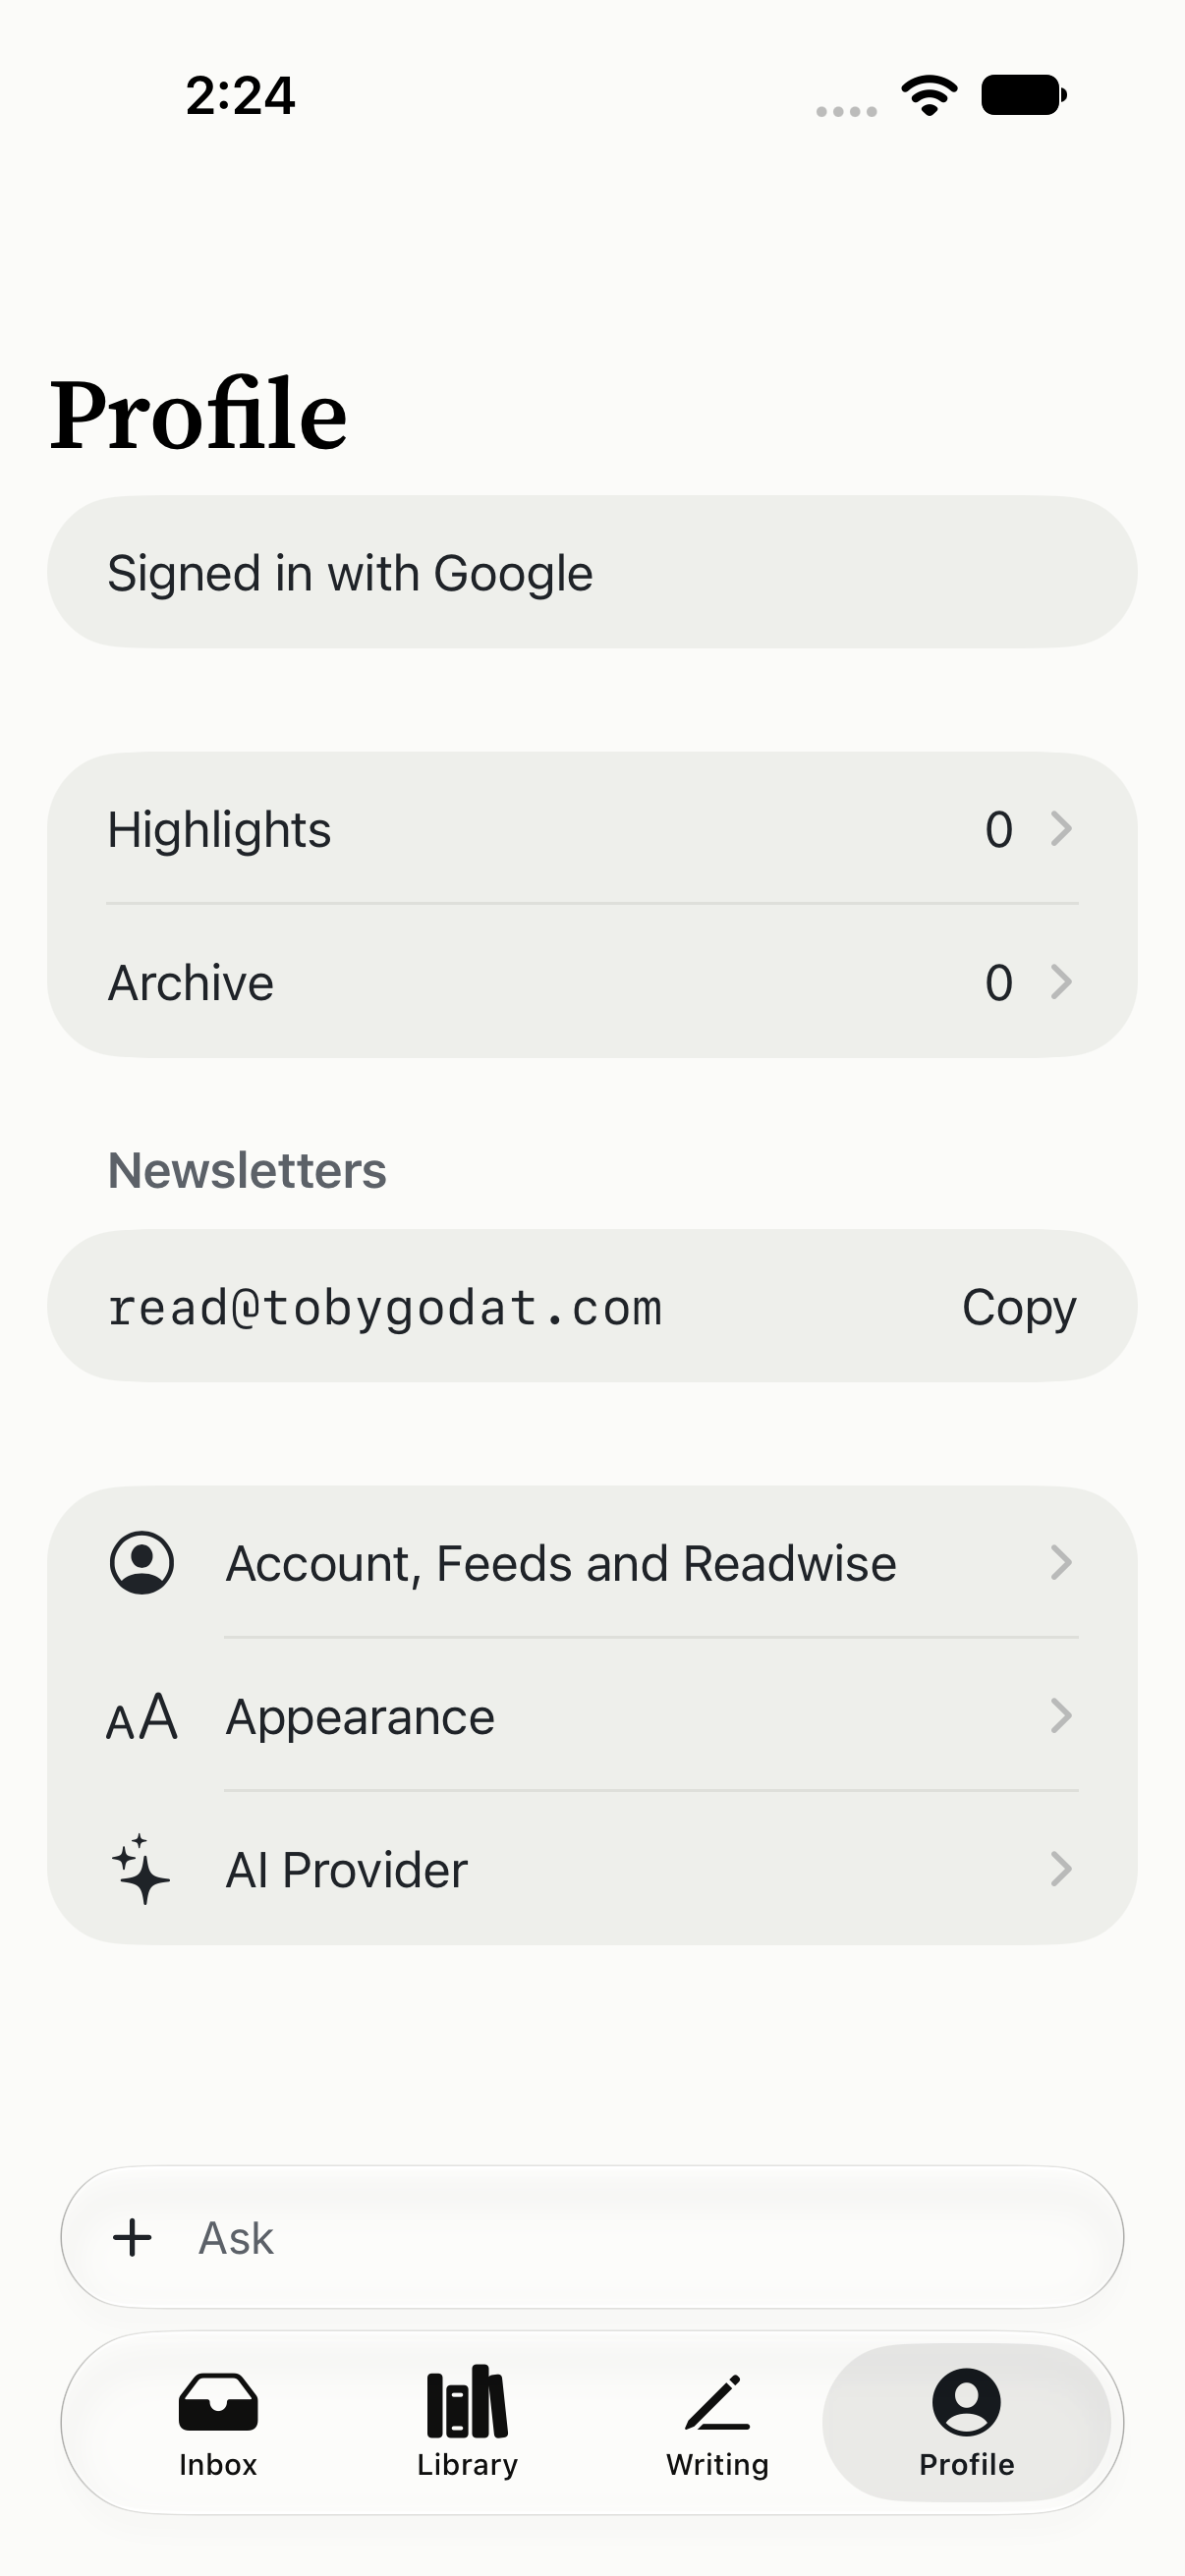 2:24
Profile
Signed in with Google
Highlights 0
Archive 0
Newsletters
read@tobygodat.com Copy
Account, Feeds and Readwise
AA Appearance
AI Provider
Ask
Inbox Library Writing Profile